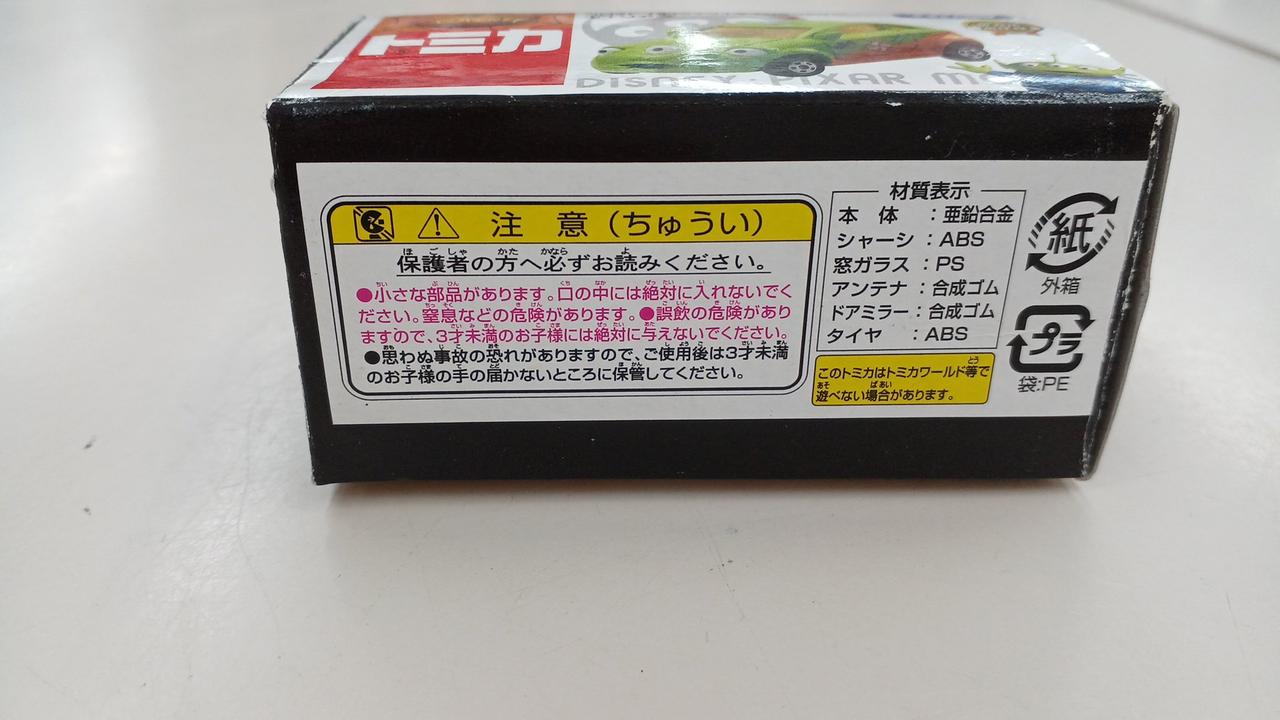 トミカ
DISNEY・PIXAR M
注 意（ちゅうい）
保護者の方へ必ずお読みください。
●小さな部品があります。口の中には絶対に入れないでく
ださい。窒息などの危険があります。●誤飲の危険があり
ますので、3才未満のお子様には絶対に与えないでください。
●思わぬ事故の恐れがありますので、ご使用後は3才未満
のお子様の手の届かないところに保管してください。
材質表示
本 体 ：亜鉛合金
シャーシ：ABS
窓ガラス：PS
アンテナ：合成ゴム
ドアミラー：合成ゴム
タイヤ ：ABS
このトミカはトミカワールド等で
遊べない場合があります。
紙
外箱
プラ
袋:PE